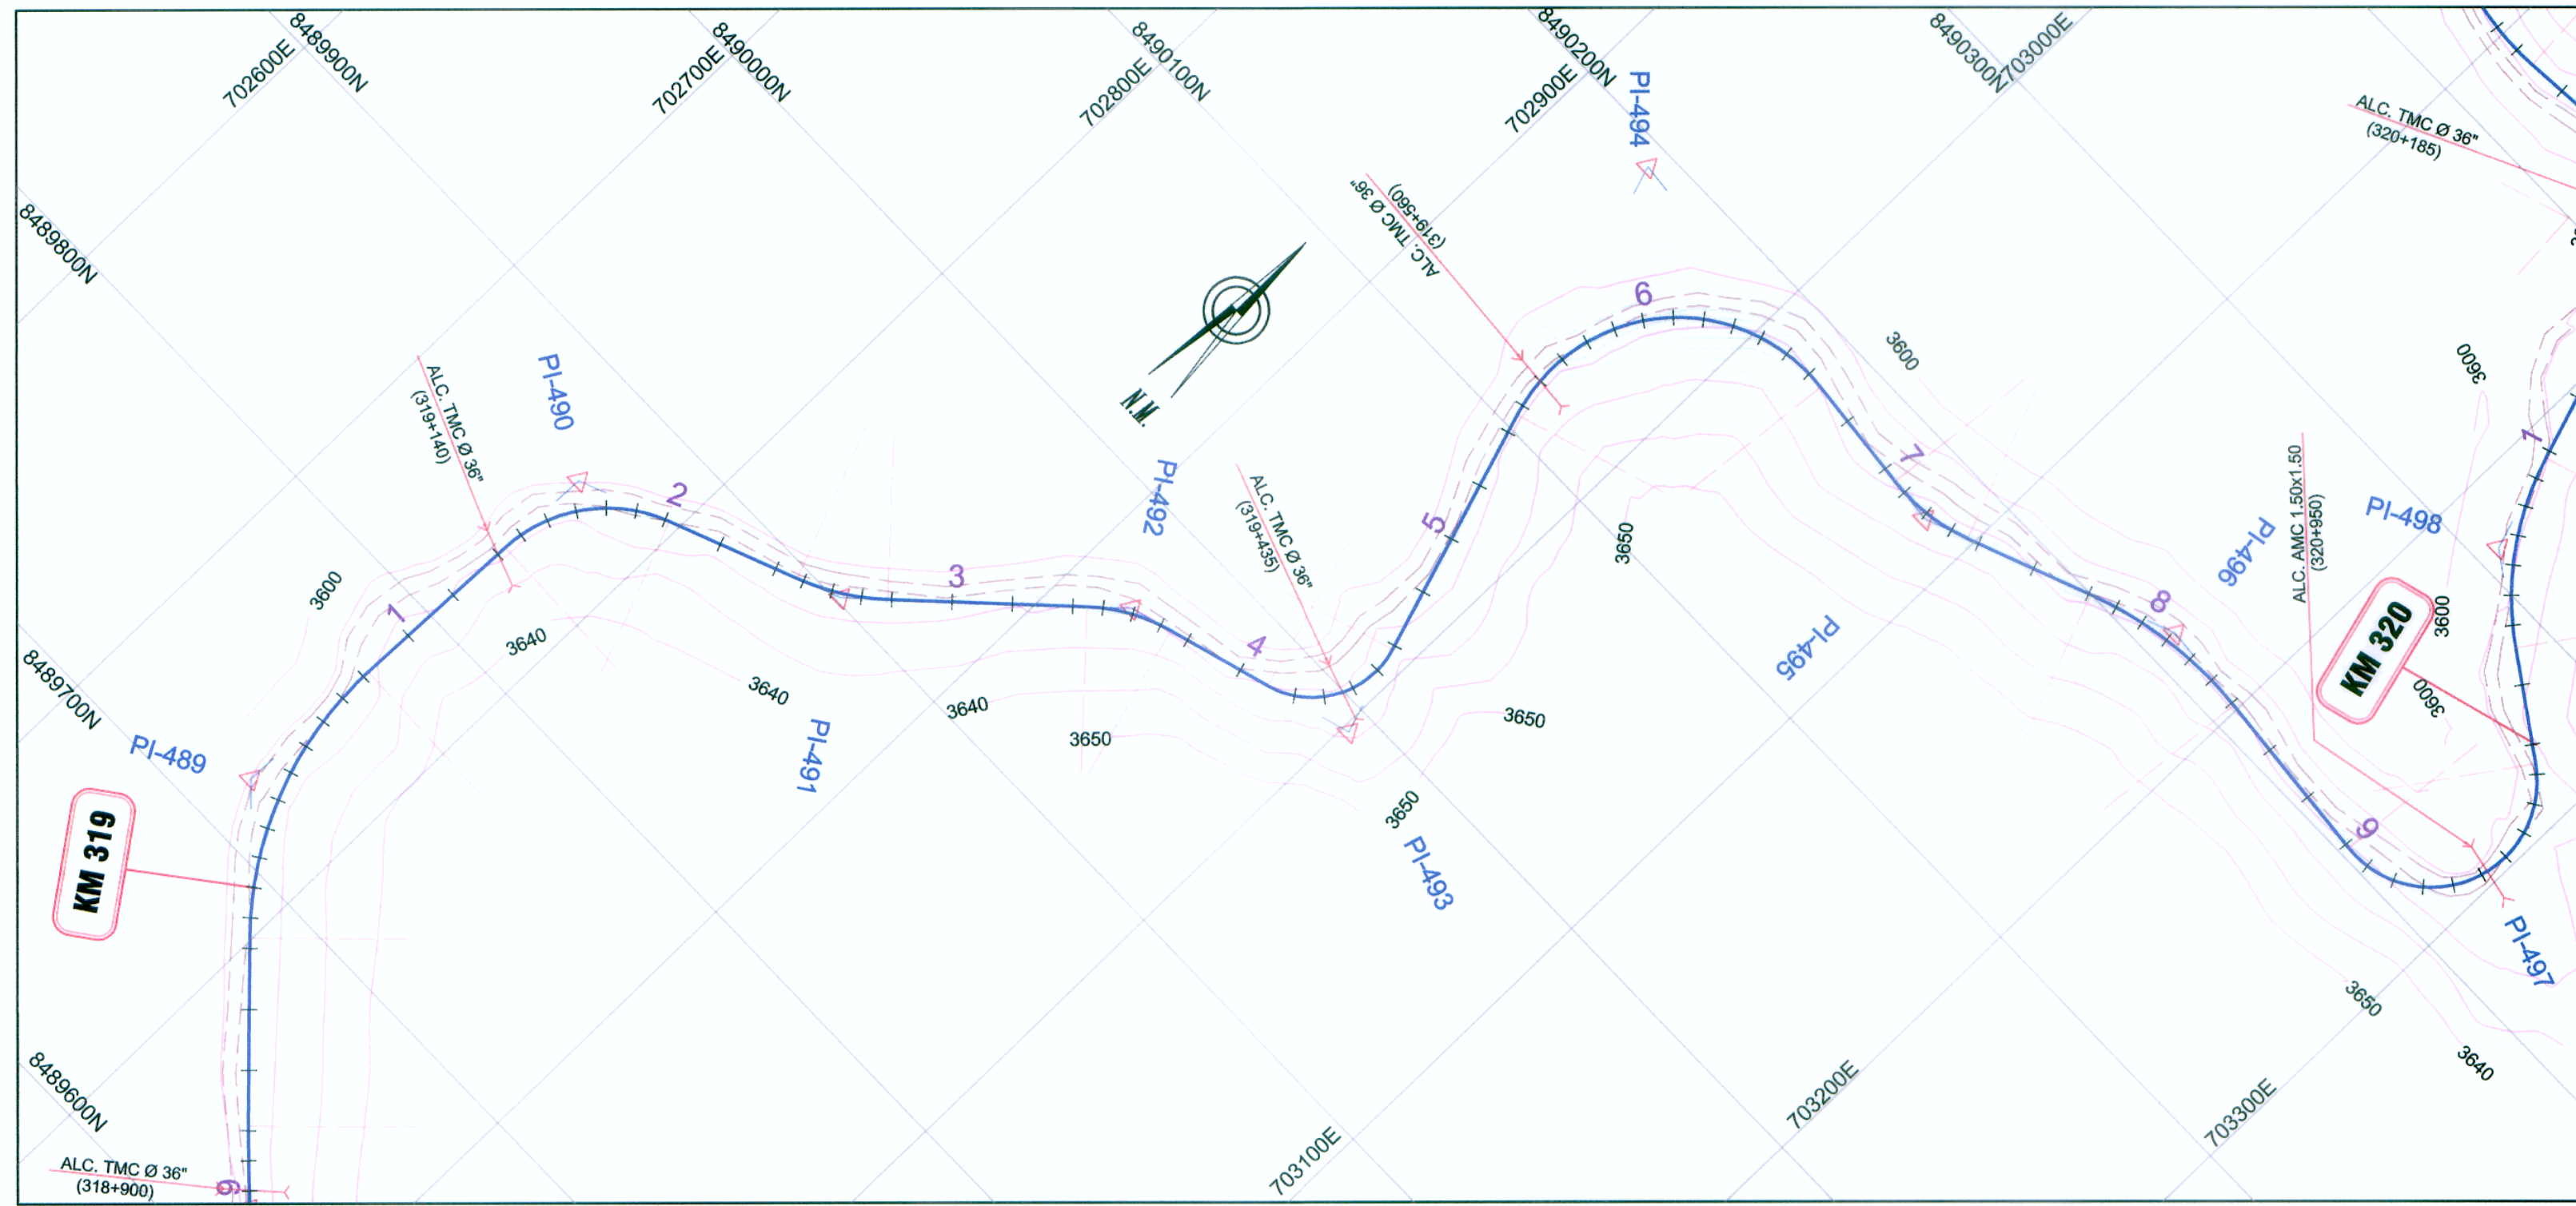 8489900N
702600E
8490000N
702700E
8490100N
702800E
8490200N
702900E
8490300N
703000E
PI-494
ALC. TMC Ø 36"
(320+185)
ALC. TMC Ø 36"
(319+560)
8489800N
6
3600
3600
N.M.
PI-490
ALC. TMC Ø 36"
(319+140)
2
PI-492
ALC. TMC Ø 36"
(319+435)
5
3650
7
1
ALC. AMC 1.50x1.50
(320+950)
PI-498
PI-496
3600
1
3
3640
4
8
KM 320
3600
3600
PI-495
8489700N
3640
3640
3650
3650
PI-489
PI-491
KM 319
3650
PI-493
9
PI-497
3650
3640
8489600N
703100E
703200E
703300E
ALC. TMC Ø 36"
(318+900)
9